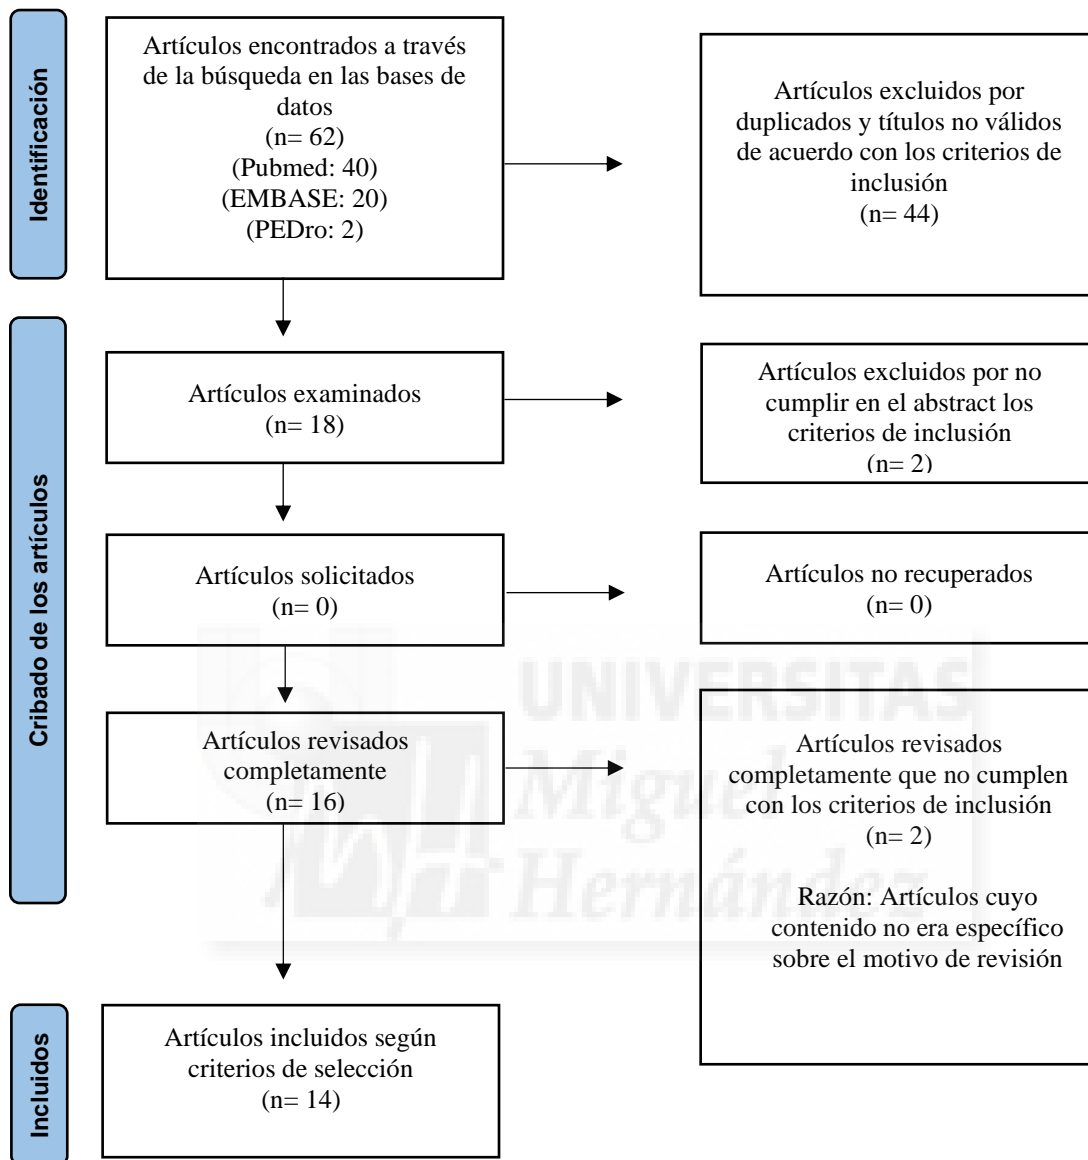 Identificación
Artículos encontrados a través
de la búsqueda en las bases de
datos
(n= 62)
(Pubmed: 40)
(EMBASE: 20)
(PEDro: 2)
Artículos excluidos por
duplicados y títulos no válidos
de acuerdo con los criterios de
inclusión
(n= 44)
Cribado de los artículos
Artículos examinados
(n= 18)
Artículos excluidos por no
cumplir en el abstract los
criterios de inclusión
(n= 2)
Artículos solicitados
(n= 0)
Artículos no recuperados
(n= 0)
Artículos revisados
completamente
(n= 16)
Artículos revisados
completamente que no cumplen
con los criterios de inclusión
(n= 2)
Razón: Artículos cuyo
contenido no era específico
sobre el motivo de revisión
UNIVERSITAS
Miguel
Hernández
Incluidos
Artículos incluidos según
criterios de selección
(n= 14)